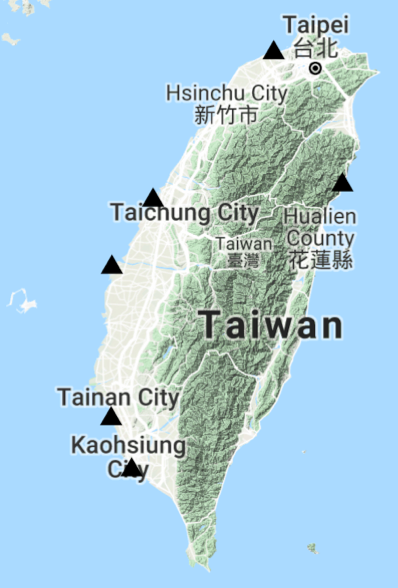 Taipei
台北
Hsinchu City
新竹市
Taichung City
Hualien
County
花蓮縣
Taiwan
臺灣
Taiwan
Tainan City
Kaohsiung
City